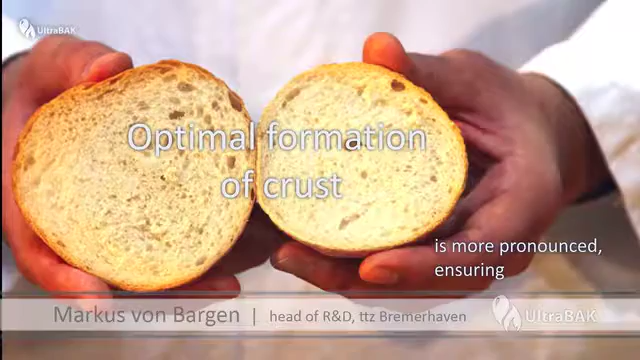 UltraBAK
Optimal formation
of crust
is more pronounced,
ensuring
Markus von Bargen | head of R&D, ttz Bremerhaven
UltraBAK